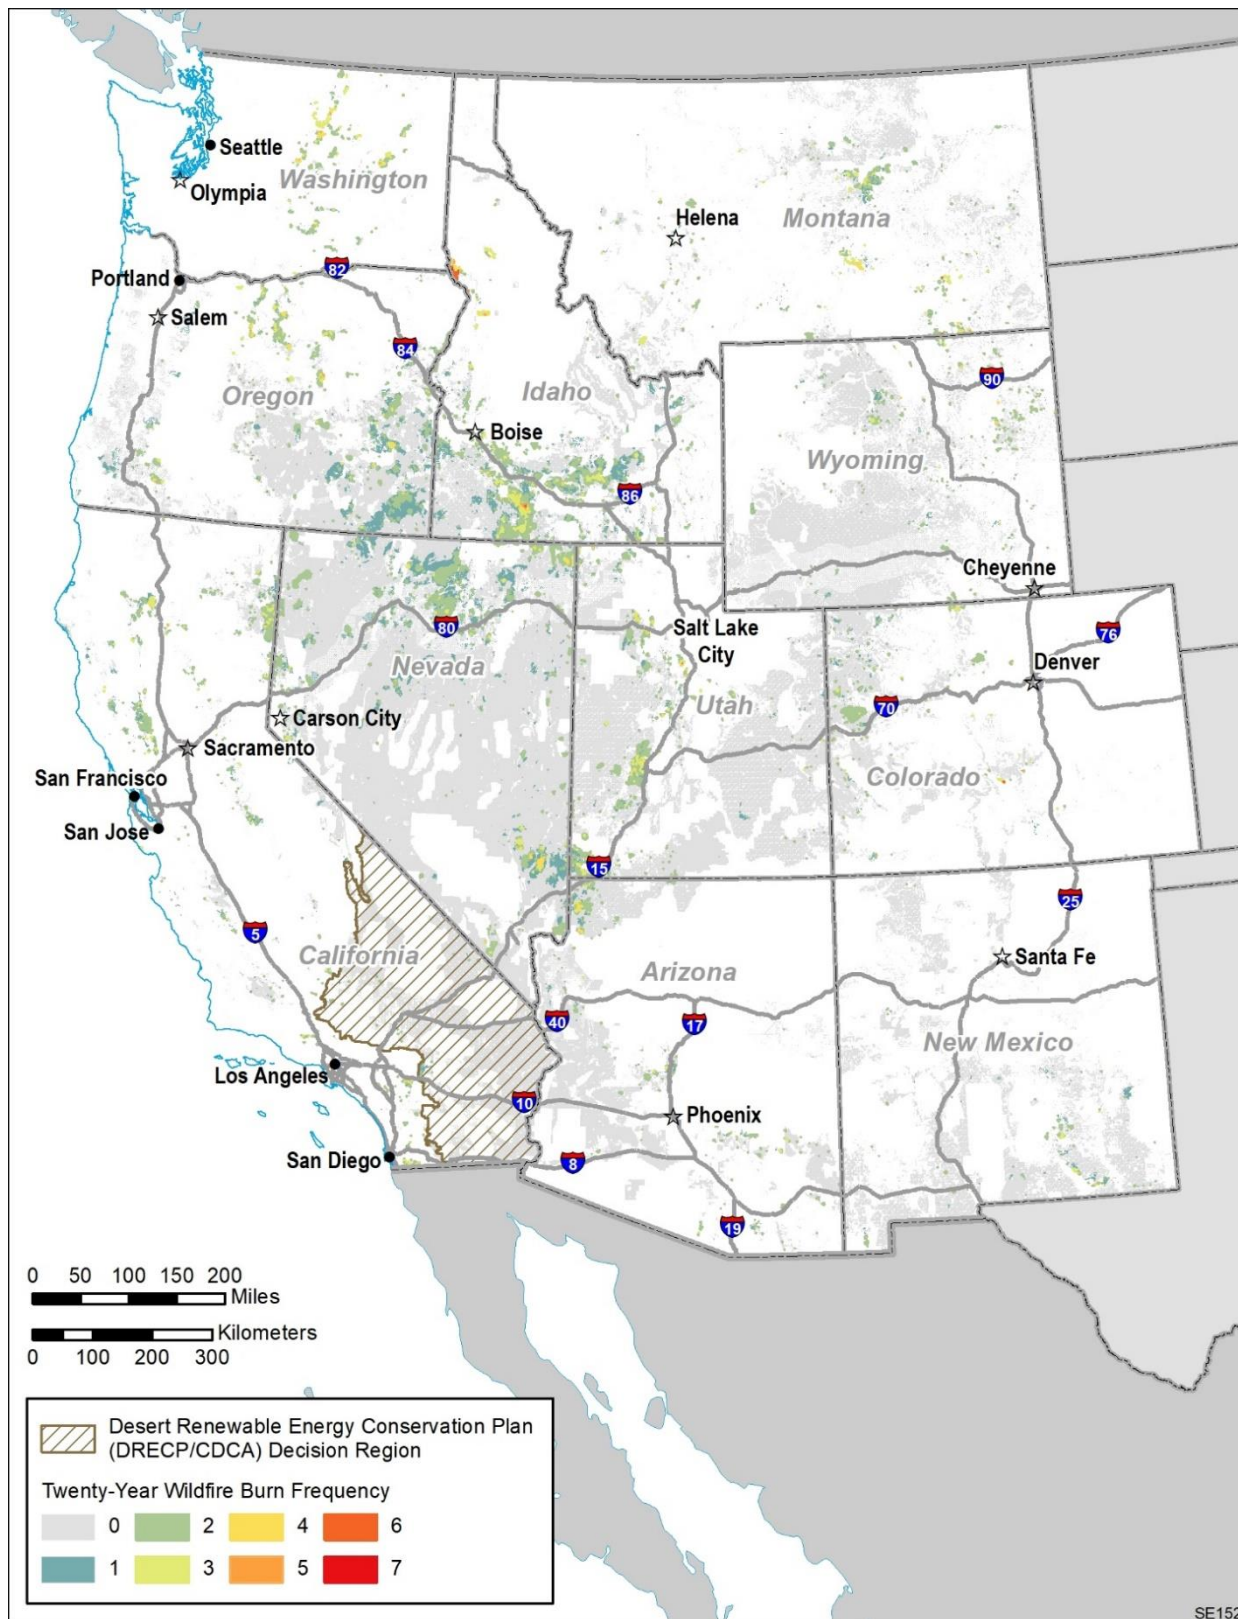 Seattle
Olympia
Washington
Helena
Montana
82
Portland
Salem
84
90
Oregon
Idaho
Boise
Wyoming
86
Cheyenne
80
Salt Lake
City
76
Nevada
Denver
Utah
70
Carson City
Sacramento
Colorado
San Francisco
San Jose
15
25
5
California
Santa Fe
Arizona
40
17
New Mexico
Los Angeles
10
Phoenix
San Diego
8
19
0 50 100 150 200
Miles
Kilometers
0 100 200 300
Desert Renewable Energy Conservation Plan
(DRECP/CDCA) Decision Region
Twenty-Year Wildfire Burn Frequency
0 2 4 6
1 3 5 7
SE152